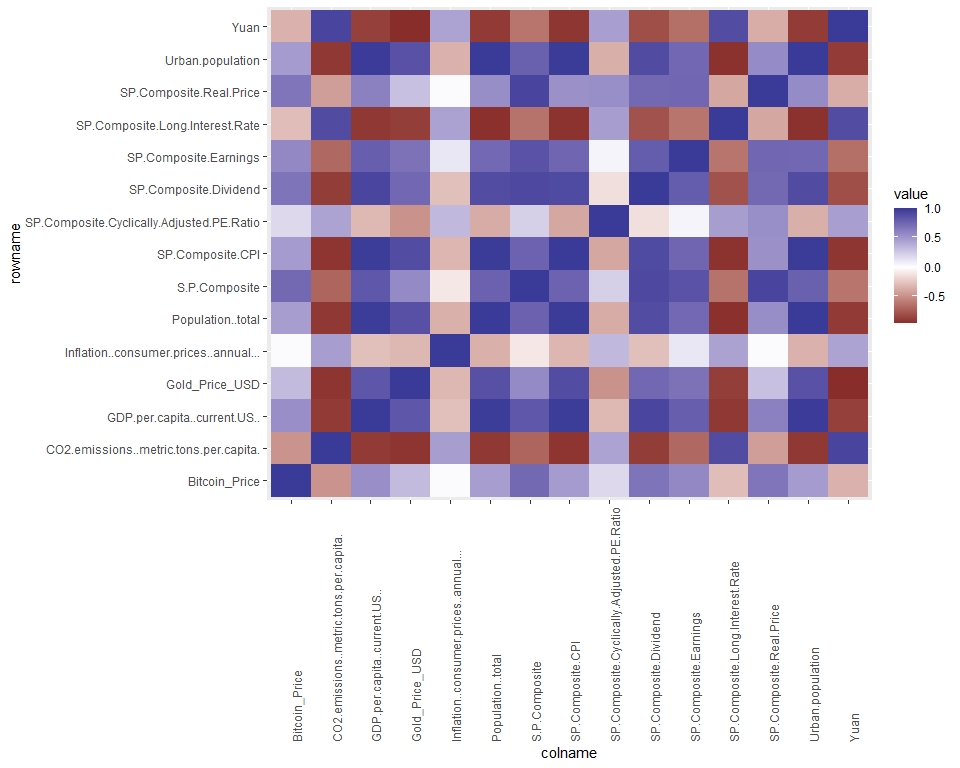 rowname
Yuan
Urban.population
SP.Composite.Real.Price
SP.Composite.Long.Interest.Rate
SP.Composite.Earnings
SP.Composite.Dividend
SP.Composite.Cyclically.Adjusted.PE.Ratio
SP.Composite.CPI
S.P.Composite
Population..total
Inflation..consumer.prices..annual...
Gold_Price_USD
GDP.per.capita..current.US..
CO2.emissions..metric.tons.per.capita.
Bitcoin_Price
Bitcoin_Price
CO2.emissions..metric.tons.per.capita.
GDP.per.capita..current.US..
Gold_Price_USD
Inflation..consumer.prices..annual...
Population..total
S.P.Composite
SP.Composite.CPI
SP.Composite.Cyclically.Adjusted.PE.Ratio
SP.Composite.Dividend
SP.Composite.Earnings
SP.Composite.Long.Interest.Rate
SP.Composite.Real.Price
Urban.population
Yuan
colname
value
1.0
0.5
0.0
-0.5